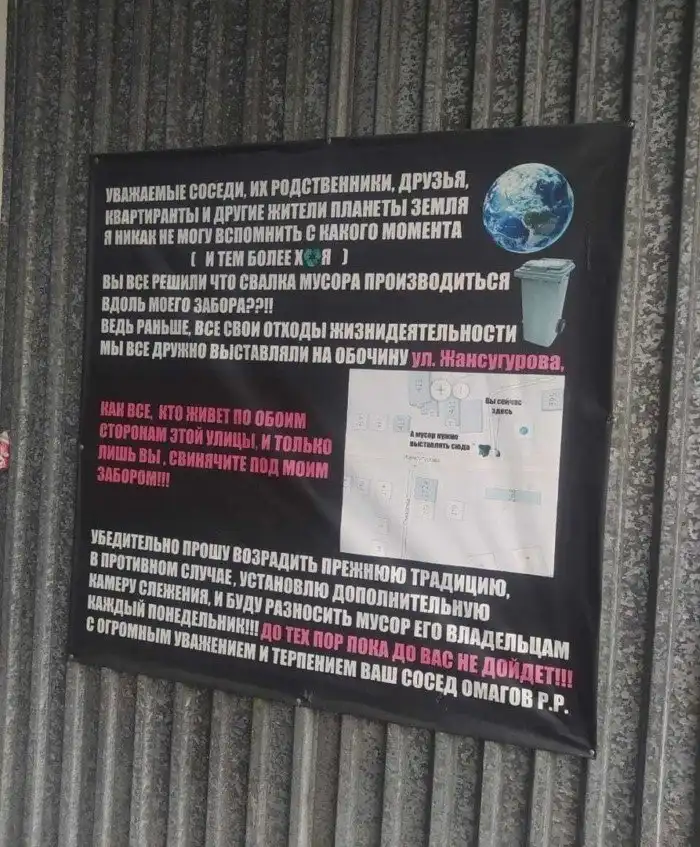 УВАЖАЕМЫЕ СОСЕДИ, ИХ РОДСТВЕННИКИ, ДРУЗЬЯ,
КВАРТИРАНТЫ И ДРУГИЕ ЖИТЕЛИ ПЛАНЕТЫ ЗЕМЛЯ
Я НИКАК НЕ МОГУ ВСПОМНИТЬ С КАКОГО МОМЕНТА
( И ТЕМ БОЛЕЕ Х Я )
ВЫ ВСЕ РЕШИЛИ ЧТО СВАЛКА МУСОРА ПРОИЗВОДИТЬСЯ
ВДОЛЬ МОЕГО ЗАБОРА??!!
ВЕДЬ РАНЬШЕ, ВСЕ СВОИ ОТХОДЫ ЖИЗНИДЕЯТЕЛЬНОСТИ
МЫ ВСЕ ДРУЖНО ВЫСТАВЛЯЛИ НА ОБОЧИНУ ул. Жансугурова,
КАК ВСЕ, КТО ЖИВЕТ ПО ОБОИМ
СТОРОНАМ ЭТОЙ УЛИЦЫ, И ТОЛЬКО
ЛИШЬ ВЫ , СВИНЯЧИТЕ ПОД МОИМ
ЗАБОРОМ!!!
Вы сейчас
здесь
А мусор нужно
выставлять сюда
УБЕДИТЕЛЬНО ПРОШУ ВОЗРАДИТЬ ПРЕЖНЮЮ ТРАДИЦИЮ,
В ПРОТИВНОМ СЛУЧАЕ, УСТАНОВЛЮ ДОПОЛНИТЕЛЬНУЮ
КАМЕРУ СЛЕЖЕНИЯ, И БУДУ РАЗНОСИТЬ МУСОР ЕГО ВЛАДЕЛЬЦАМ
КАЖДЫЙ ПОНЕДЕЛЬНИК!!! ДО ТЕХ ПОР ПОКА ДО ВАС НЕ ДОЙДЕТ!!!
С ОГРОМНЫМ УВАЖЕНИЕМ И ТЕРПЕНИЕМ ВАШ СОСЕД ОМАГОВ Р.Р.